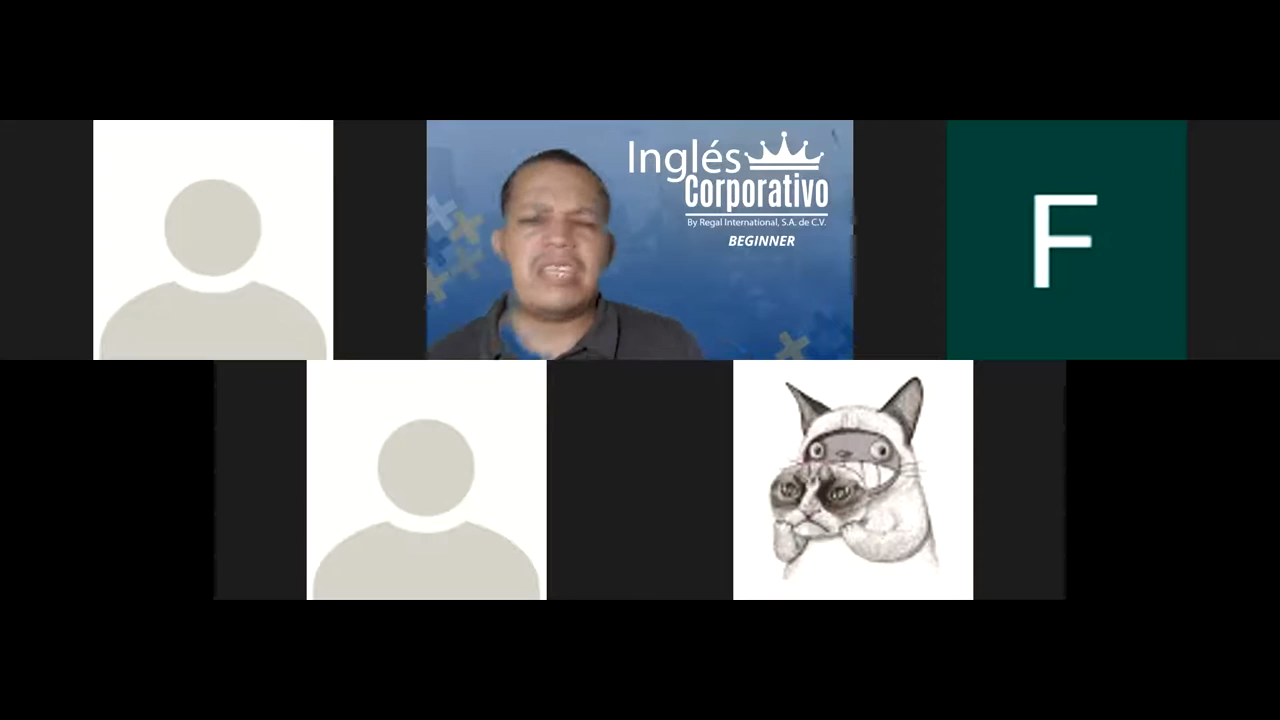 Inglés
Corporativo
By Regal International, S.A. de C.V.
BEGINNER
F